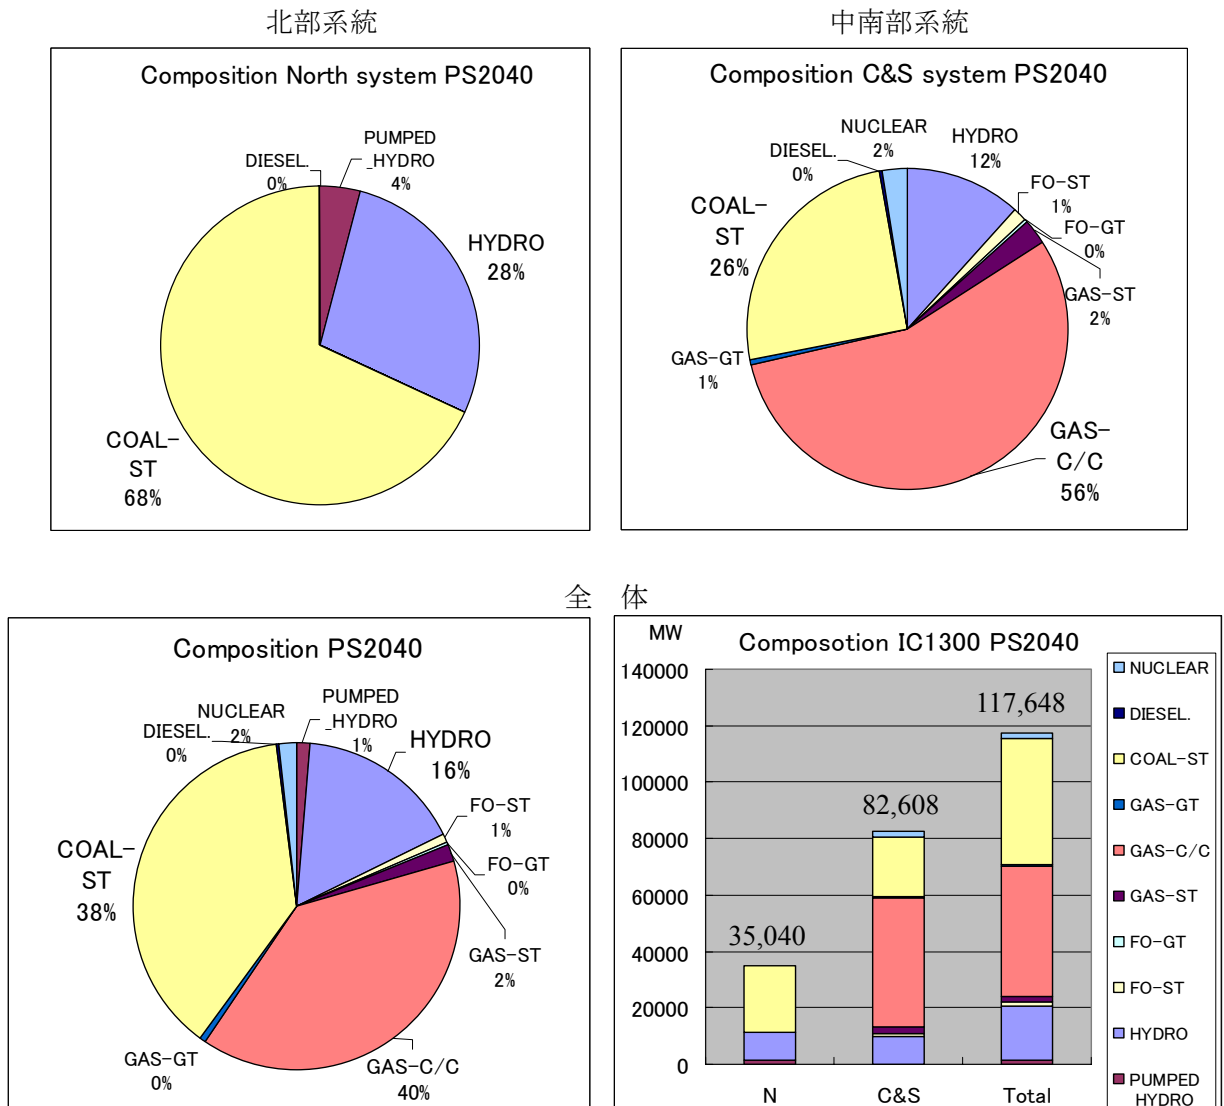 北部系統
Composition North system PS2040
DIESEL.
0%
PUMPED
_HYDRO
4%
HYDRO
28%
COAL-
ST
68%
中南部系統
Composition C&S system PS2040
NUCLEAR
2%
DIESEL.
0%
HYDRO
12%
FO-ST
1%
FO-GT
0%
GAS-ST
2%
COAL-
ST
26%
GAS-GT
1%
GAS-
C/C
56%
全 体
Composition PS2040
NUCLEAR
2%
DIESEL.
0%
PUMPED
_HYDRO
1%
HYDRO
16%
FO-ST
1%
FO-GT
0%
GAS-ST
2%
COAL-
ST
38%
GAS-GT
0%
GAS-C/C
40%
MW
Composotion IC1300 PS2040
140000
120000
100000
80000
60000
40000
20000
0
35,040
82,608
117,648
N
C&S
Total
NUCLEAR
DIESEL.
COAL-ST
GAS-GT
GAS-C/C
GAS-ST
FO-GT
FO-ST
HYDRO
PUMPED
HYDRO